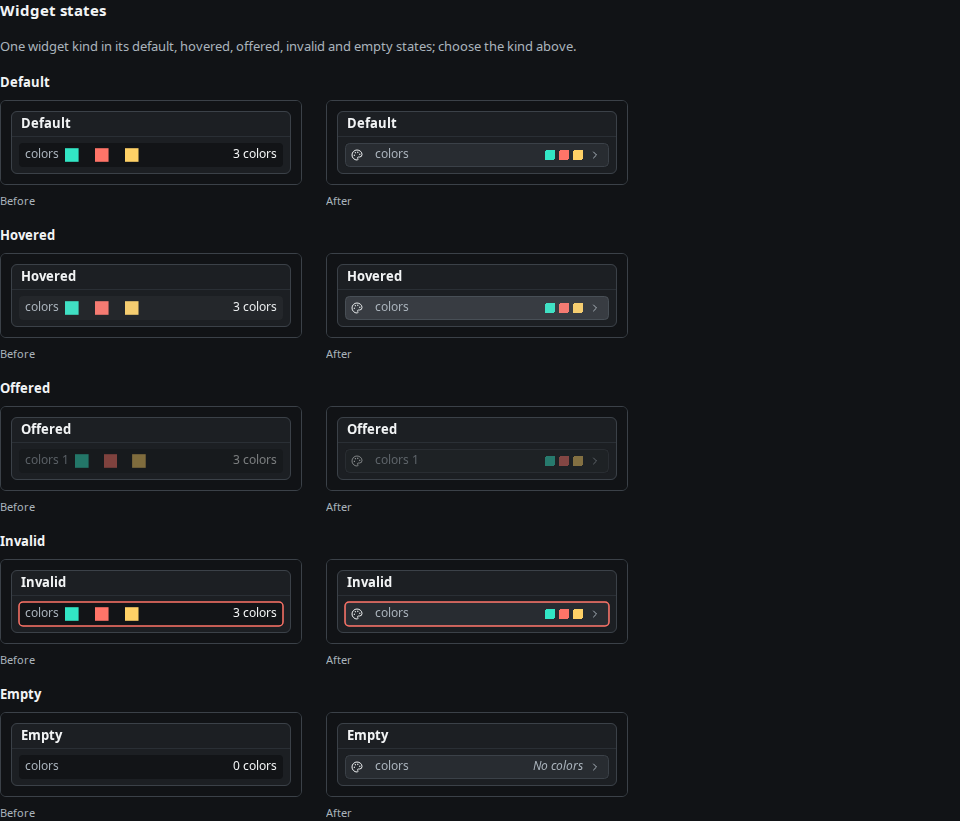 Widget states
One widget kind in its default, hovered, offered, invalid and empty states; choose the kind above.
Default
Default
colors 3 colors
Before
Default
colors
After
Hovered
Hovered
colors 3 colors
Before
Hovered
colors
After
Offered
Offered
colors 1 3 colors
Before
Offered
colors 1
After
Invalid
Invalid
colors 3 colors
Before
Invalid
colors
After
Empty
Empty
colors 0 colors
Before
Empty
colors No colors
After